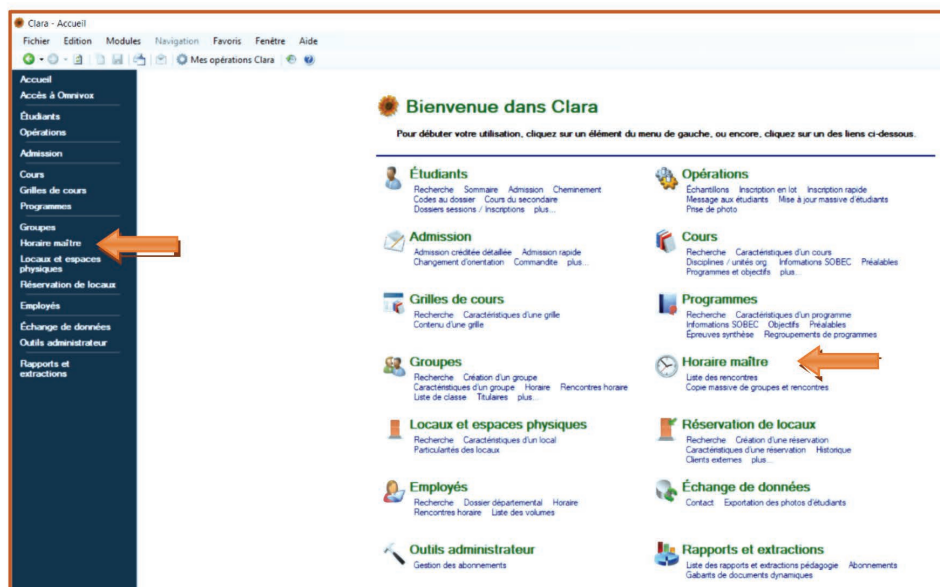 Clara - Accueil
Fichier Edition Modules Navigation Favoris Fenêtre Aide
Mes opérations Clara
Accueil
Accès à Omnivox
Étudiants
Opérations
Admission
Cours
Grilles de cours
Programmes
Groupes
Horaire maître
Locaux et espaces
physiques
Réservation de locaux
Employés
Échange de données
Outils administrateur
Rapports et
extractions
Bienvenue dans Clara
Pour débuter votre utilisation, cliquez sur un élément du menu de gauche, ou encore, cliquez sur un des liens ci-dessous.
Étudiants
Recherche Sommaire Admission Cheminement
Codes au dossier Cours du secondaire
Dossiers sessions / Inscriptions plus...
Opérations
Échantillons Inscription en lot Inscription rapide
Message aux étudiants Mise à jour massive d'étudiants
Prise de photo
Admission
Admission créditée détaillée Admission rapide
Changement d'orientation Commandite plus...
Cours
Recherche Caractéristiques d'un cours
Disciplines / unités org. Informations SOBEC Préalables
Programmes et objectifs plus...
Grilles de cours
Recherche Caractéristiques d'une grille
Contenu d'une grille
Programmes
Recherche Caractéristiques d'un programme
Informations SOBEC Objectifs Préalables
Épreuves synthèse Regroupements de programmes
Groupes
Recherche Création d'un groupe
Caractéristiques d'un groupe Horaire Rencontres horaire
Liste de classe Titulaires plus...
Horaire maître
Liste des rencontres
Copie massive de groupes et rencontres
Locaux et espaces physiques
Recherche Caractéristiques d'un local
Particularités des locaux
Réservation de locaux
Recherche Création d'une réservation
Caractéristiques d'une réservation Historique
Clients externes plus...
Employés
Recherche Dossier départemental Horaire
Rencontres horaire Liste des volumes
Échange de données
Contact Exportation des photos d'étudiants
Outils administrateur
Gestion des abonnements
Rapports et extractions
Liste des rapports et extractions pédagogie Abonnements
Gabarits de documents dynamiques